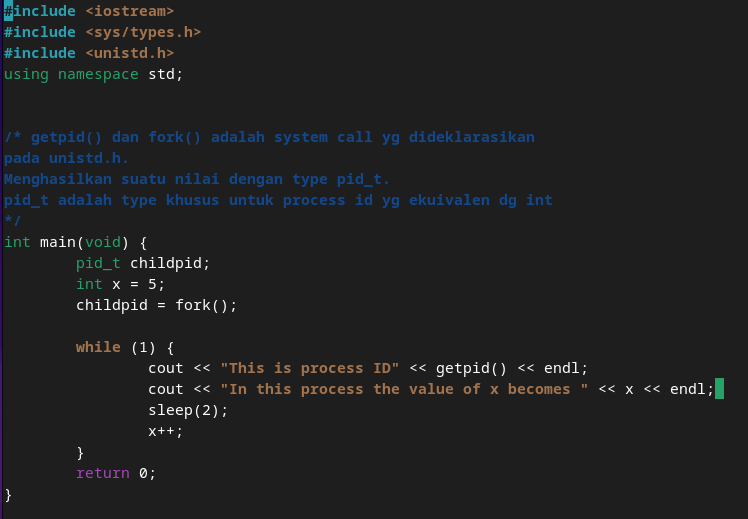 #include <iostream>
#include <sys/types.h>
#include <unistd.h>
using namespace std;


/* getpid() dan fork() adalah system call yg dideklarasikan
pada unistd.h.
Menghasilkan suatu nilai dengan type pid_t.
pid_t adalah type khusus untuk process id yg ekuivalen dg int
*/
int main(void) {
        pid_t childpid;
        int x = 5;
        childpid = fork();

        while (1) {
                cout << "This is process ID" << getpid() << endl;
                cout << "In this process the value of x becomes " << x << endl;
                sleep(2);
                x++;
        }
        return 0;
}